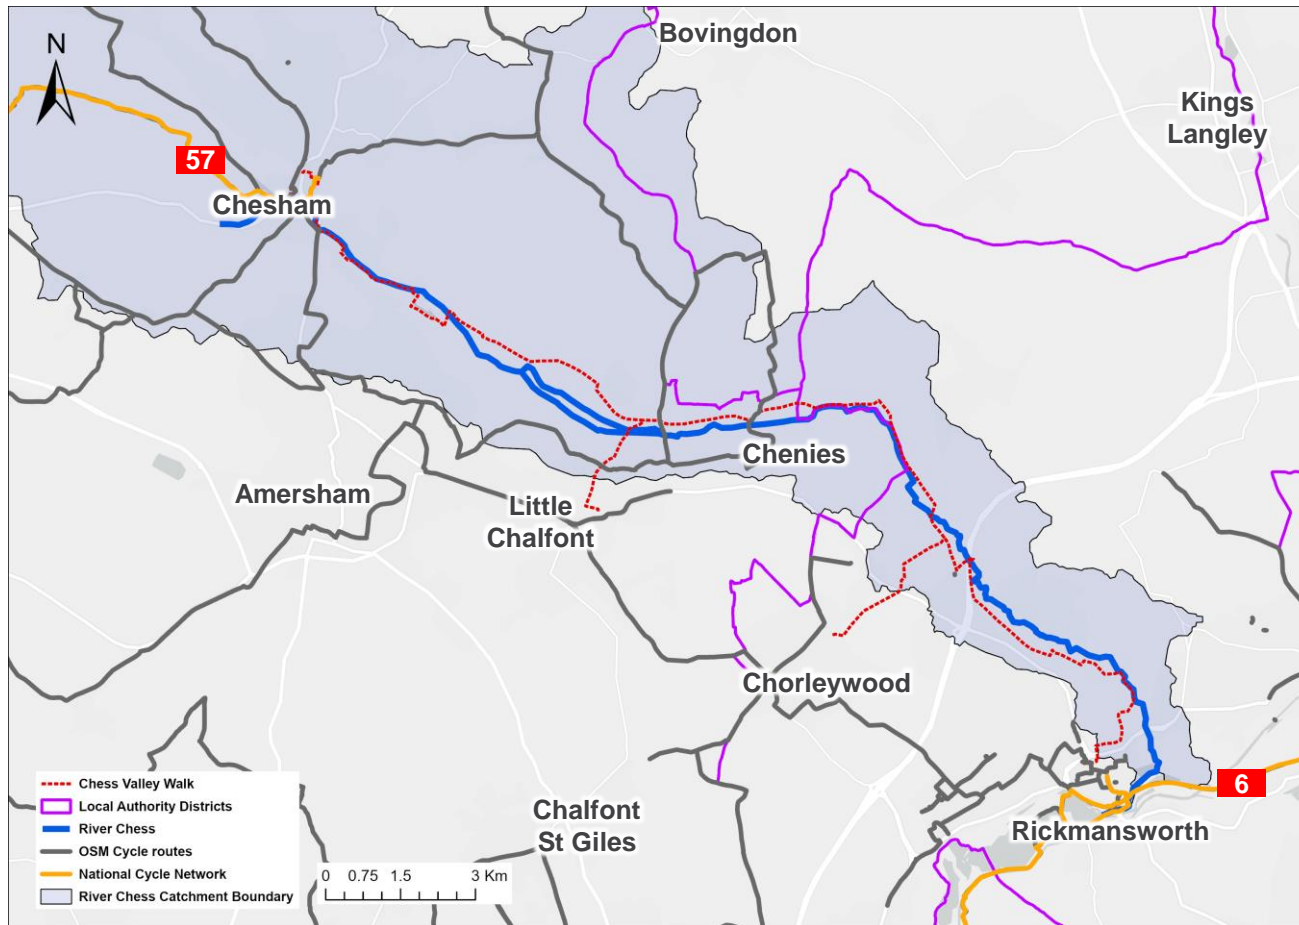 Bovingdon
N
Kings
Langley
57
Chesham
Chenies
Amersham
Little
Chalfont
Chorleywood
Chess Valley Walk
Local Authority Districts
River Chess
OSM Cycle routes
National Cycle Network
River Chess Catchment Boundary
0 0.75 1.5 3 Km
Chalfont
St Giles
6
Rickmansworth